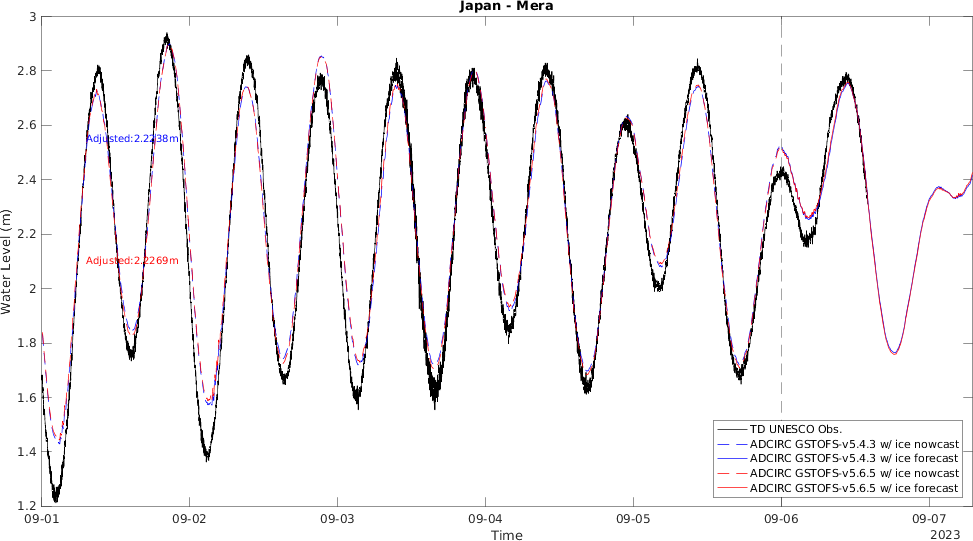 Japan - Mera
3
2.8
2.6
2.4
2.2
2
1.8
1.6
1.4
1.2
Water Level (m)
Adjusted:2.2238m
Adjusted:2.2269m
TD UNESCO Obs.
ADCIRC GSTOFS-v5.4.3 w/ ice nowcast
ADCIRC GSTOFS-v5.4.3 w/ ice forecast
ADCIRC GSTOFS-v5.6.5 w/ ice nowcast
ADCIRC GSTOFS-v5.6.5 w/ ice forecast
09-01 09-02 09-03 09-04 09-05 09-06 09-07
Time
2023